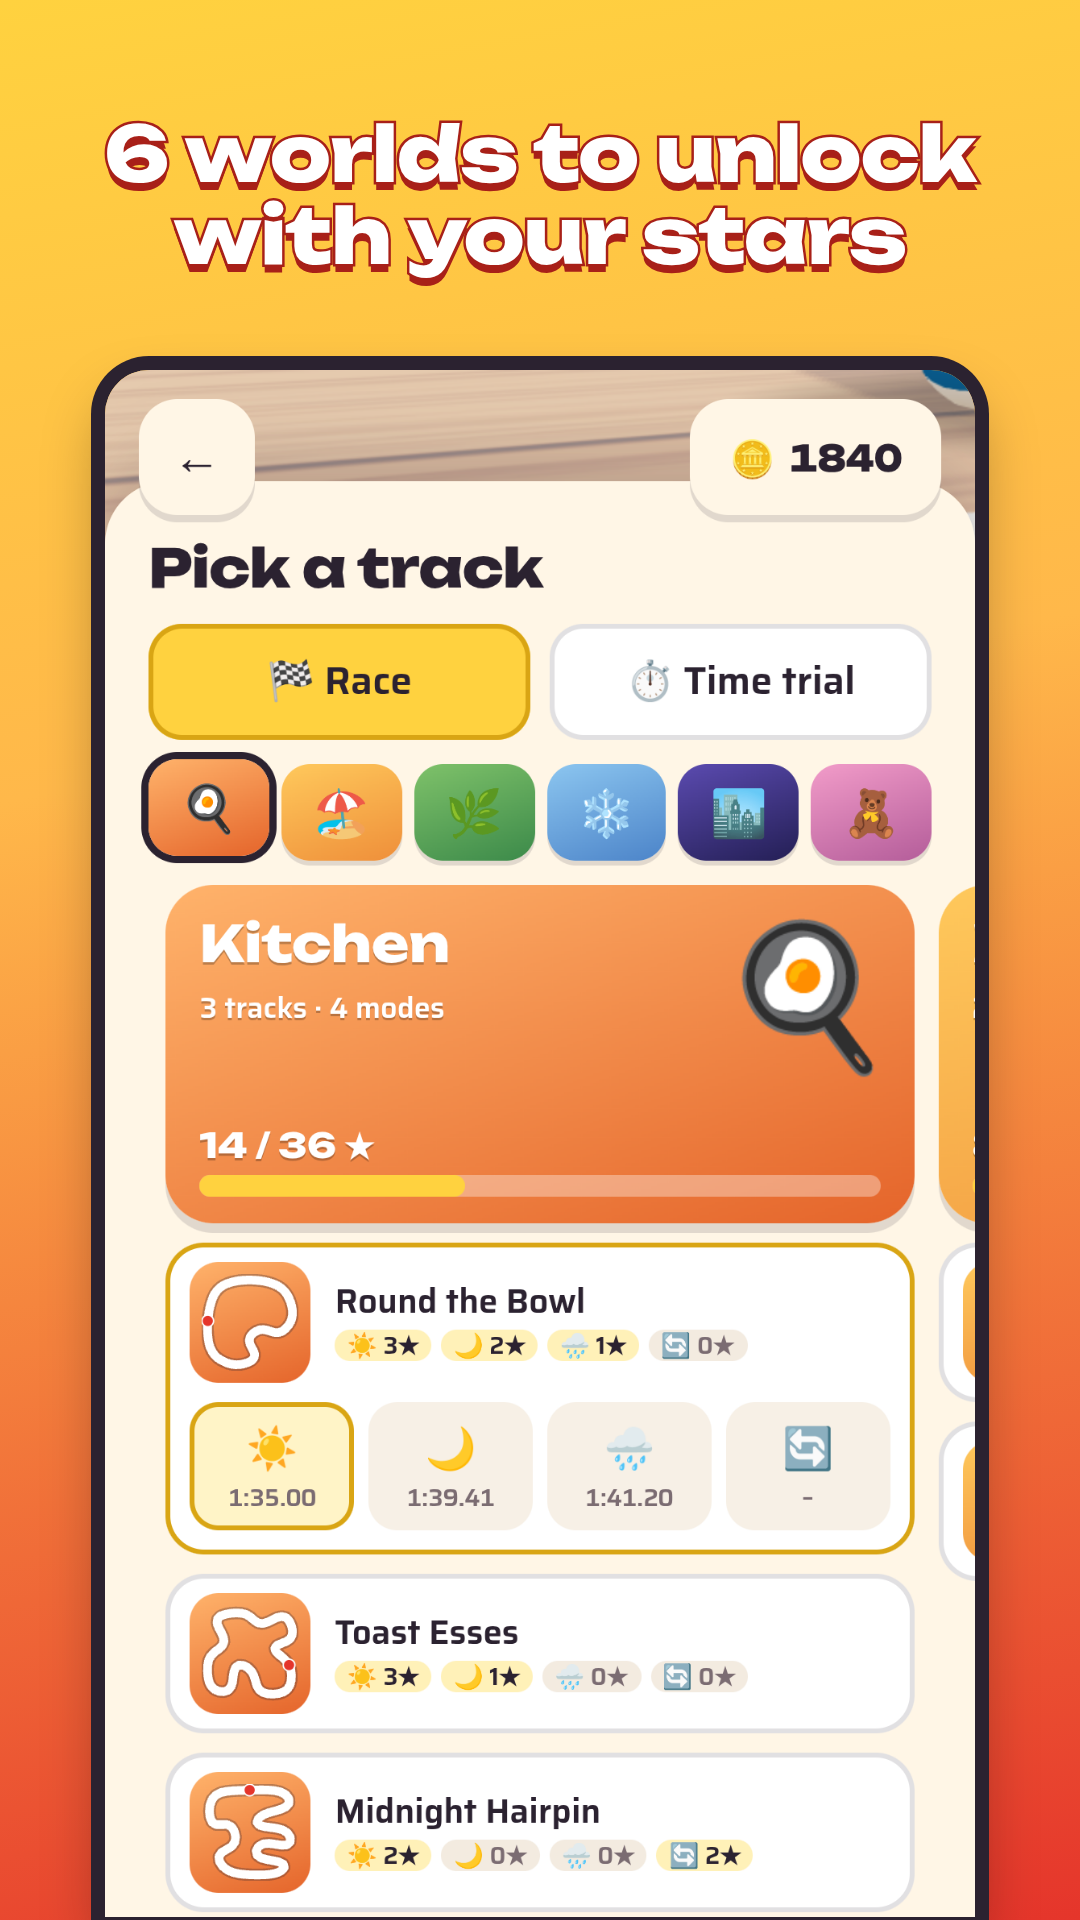 6 worlds to unlock
with your stars
← 🪙 1840
Pick a track
🏁 Race
⏱️ Time trial
Kitchen
3 tracks · 4 modes
14 / 36 ★
Round the Bowl
☀️ 3★ 🌙 2★ 🌧️ 1★ 🔄 0★
1:35.00 1:39.41 1:41.20 –
Toast Esses
☀️ 3★ 🌙 1★ 🌧️ 0★ 🔄 0★
Midnight Hairpin
☀️ 2★ 🌙 0★ 🌧️ 0★ 🔄 2★